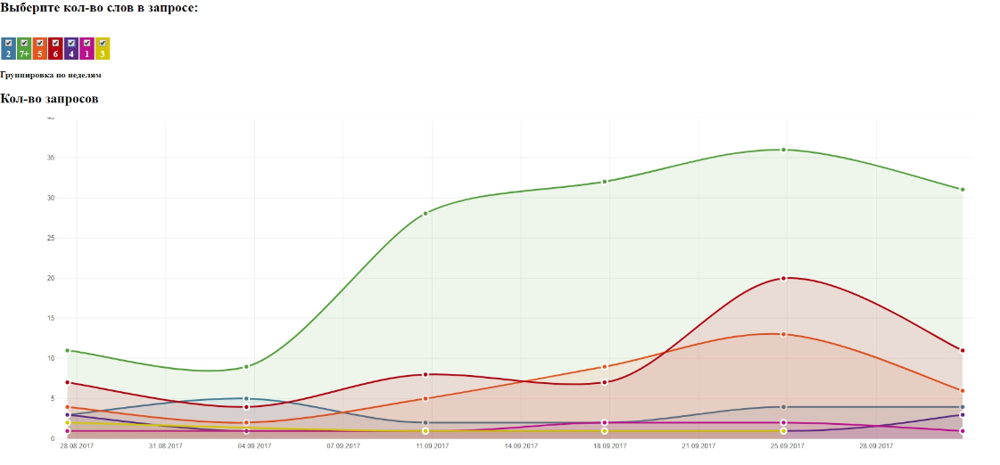 Выберите кол-во слов в запросе:
2 7+ 5 6 4 1 3
Группировка по неделям
Кол-во запросов
40
35
30
25
20
15
10
5
0
28.08.2017 31.08.2017 04.09.2017 07.09.2017 11.09.2017 14.09.2017 18.09.2017 21.09.2017 25.09.2017 28.09.2017